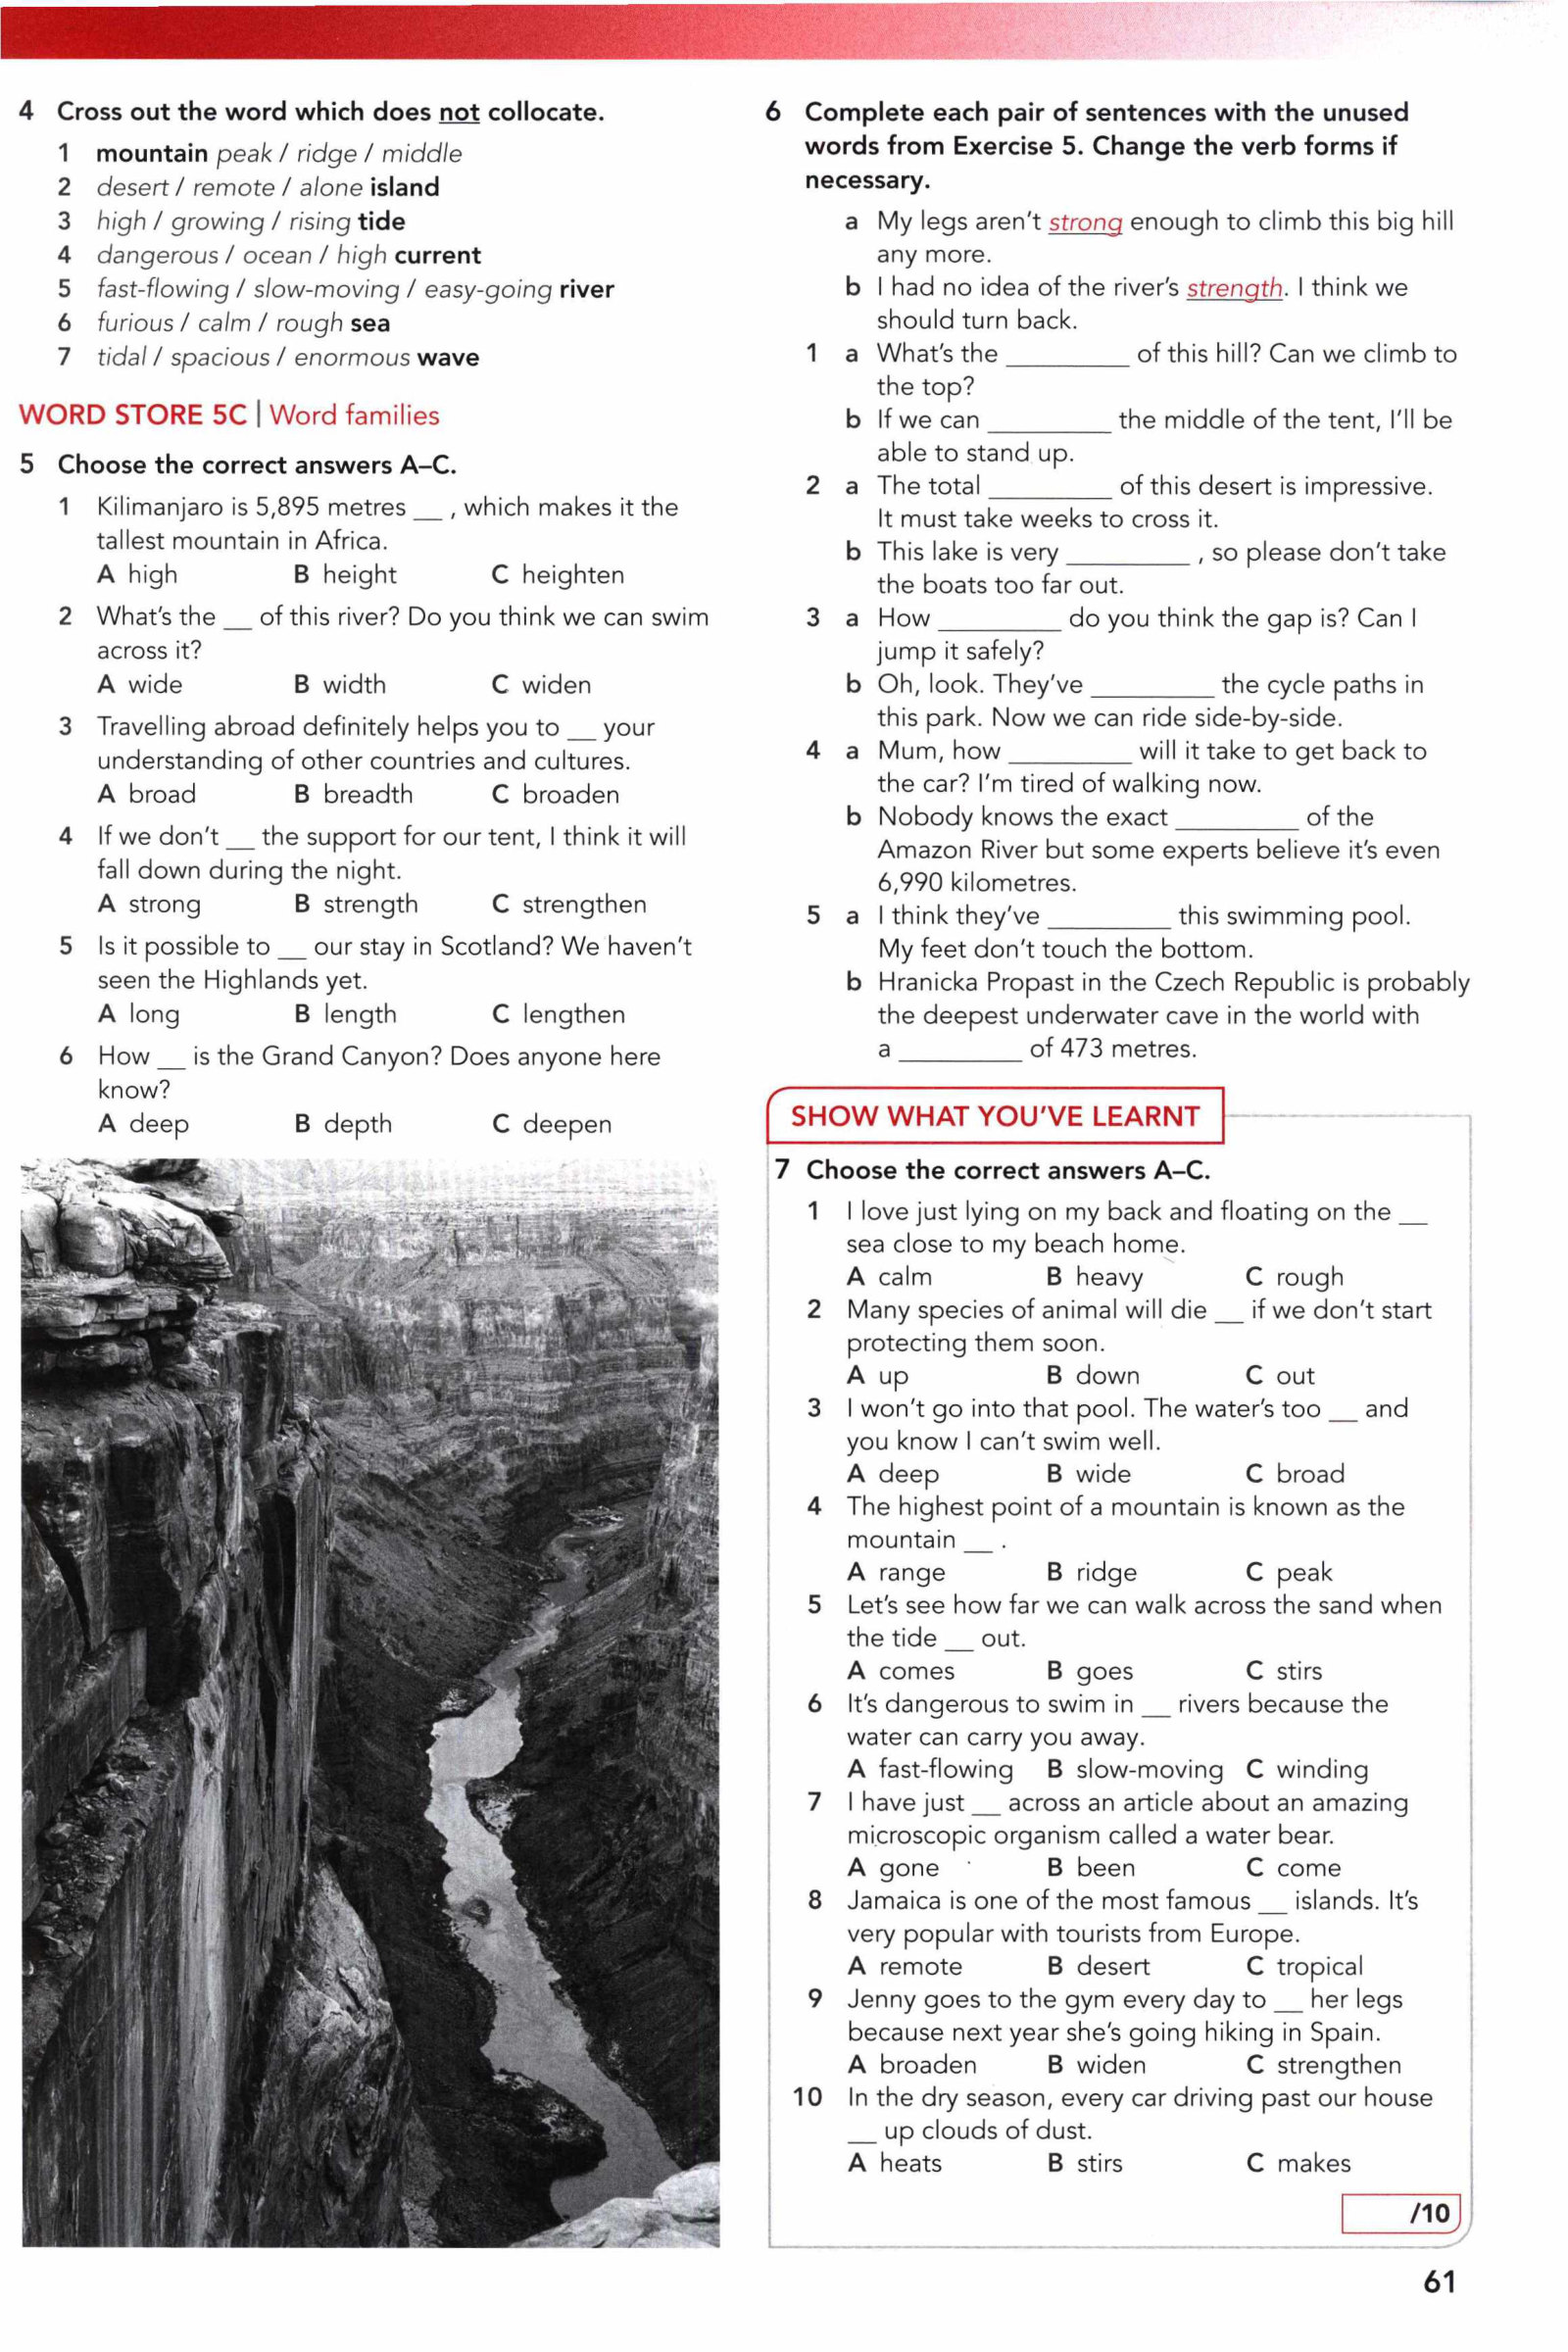 4 Cross out the word which does not collocate.
1 mountain peak / ridge / middle
2 desert / remote / alone island
3 high / growing / rising tide
4 dangerous / ocean / high current
5 fast-flowing / slow-moving / easy-going river
6 furious / calm / rough sea
7 tidal / spacious / enormous wave
WORD STORE 5C | Word families
5 Choose the correct answers A–C.
1 Kilimanjaro is 5,895 metres __ , which makes it the
tallest mountain in Africa.
A high B height C heighten
2 What's the __ of this river? Do you think we can swim
across it?
A wide B width C widen
3 Travelling abroad definitely helps you to __ your
understanding of other countries and cultures.
A broad B breadth C broaden
4 If we don't __ the support for our tent, I think it will
fall down during the night.
A strong B strength C strengthen
5 Is it possible to __ our stay in Scotland? We haven't
seen the Highlands yet.
A long B length C lengthen
6 How __ is the Grand Canyon? Does anyone here
know?
A deep B depth C deepen
6 Complete each pair of sentences with the unused
words from Exercise 5. Change the verb forms if
necessary.
a My legs aren't strong enough to climb this big hill
any more.
b I had no idea of the river's strength. I think we
should turn back.
1 a What's the ________ of this hill? Can we climb to
the top?
b If we can ________ the middle of the tent, I'll be
able to stand up.
2 a The total ________ of this desert is impressive.
It must take weeks to cross it.
b This lake is very ________ , so please don't take
the boats too far out.
3 a How ________ do you think the gap is? Can I
jump it safely?
b Oh, look. They've ________ the cycle paths in
this park. Now we can ride side-by-side.
4 a Mum, how ________ will it take to get back to
the car? I'm tired of walking now.
b Nobody knows the exact ________ of the
Amazon River but some experts believe it's even
6,990 kilometres.
5 a I think they've ________ this swimming pool.
My feet don't touch the bottom.
b Hranicka Propast in the Czech Republic is probably
the deepest underwater cave in the world with
a ________ of 473 metres.
SHOW WHAT YOU'VE LEARNT
7 Choose the correct answers A–C.
1 I love just lying on my back and floating on the __
sea close to my beach home.
A calm B heavy C rough
2 Many species of animal will die __ if we don't start
protecting them soon.
A up B down C out
3 I won't go into that pool. The water's too __ and
you know I can't swim well.
A deep B wide C broad
4 The highest point of a mountain is known as the
mountain __ .
A range B ridge C peak
5 Let's see how far we can walk across the sand when
the tide __ out.
A comes B goes C stirs
6 It's dangerous to swim in __ rivers because the
water can carry you away.
A fast-flowing B slow-moving C winding
7 I have just __ across an article about an amazing
microscopic organism called a water bear.
A gone B been C come
8 Jamaica is one of the most famous __ islands. It's
very popular with tourists from Europe.
A remote B desert C tropical
9 Jenny goes to the gym every day to __ her legs
because next year she's going hiking in Spain.
A broaden B widen C strengthen
10 In the dry season, every car driving past our house
__ up clouds of dust.
A heats B stirs C makes
/10
61